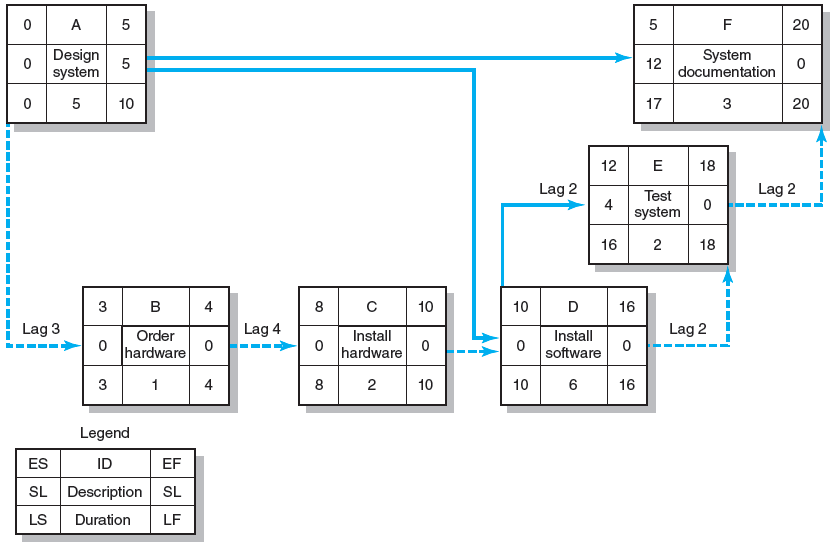 0 A 5
0 Design system 5
0 5 10
5 F 20
12 System documentation 0
17 3 20
12 E 18
Lag 2
4 Test system 0
Lag 2
16 2 18
3 B 4
8 C 10
10 D 16
Lag 3
0 Order hardware 0
Lag 4
0 Install hardware 0
0 Install software 0
Lag 2
3 1 4
8 2 10
10 6 16
Legend
ES ID EF
SL Description SL
LS Duration LF